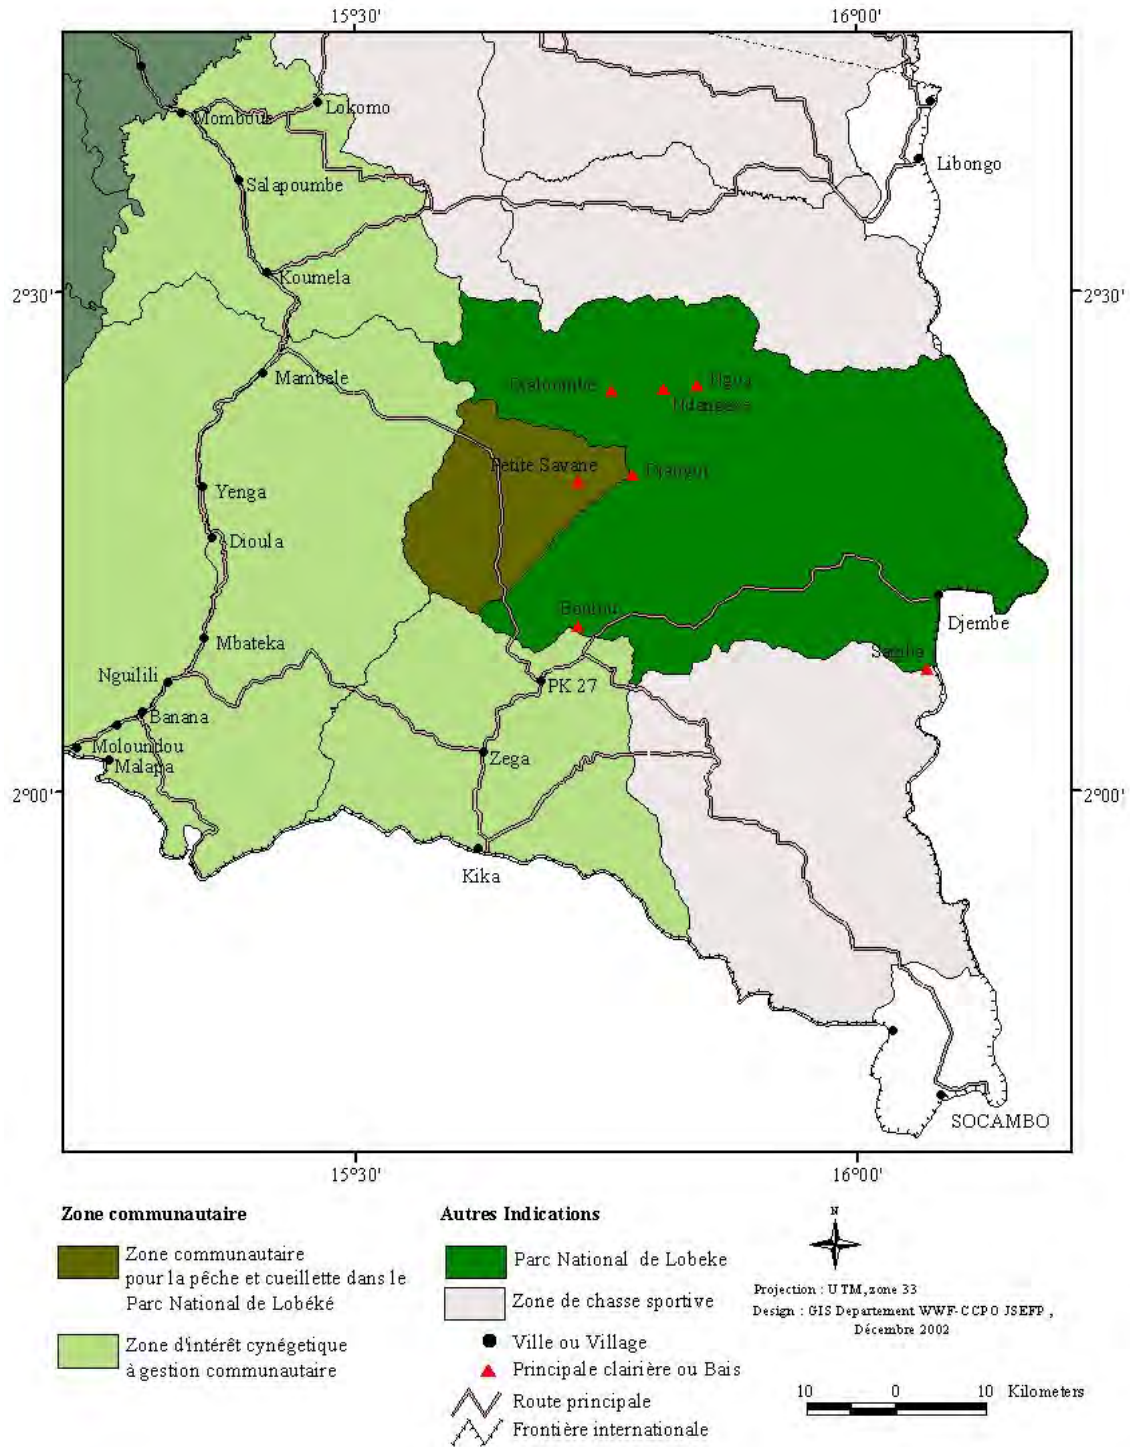 15°30'
16°00'
Lokomo
Libongo
Salapoumbe
Koumela
2°30'
2°30'
Mambele
Ngoa
Ndangeye
Petite Savane
Djangui
Yenga
Dioula
Djembe
Mbateka
Nguilili
PK 27
Banana
Moloundou
Malapa
Zega
2°00'
2°00'
Kika
SOCAMBO
15°30'
16°00'
Zone communautaire
Zone communautaire
pour la pêche et cueillette dans le
Parc National de Lobéké
Zone d'intérêt cynégetique
à gestion communautaire
Autres Indications
Parc National de Lobeke
Zone de chasse sportive
Ville ou Village
Principale clairière ou Bais
Route principale
Frontière internationale
N
Projection : UTM, zone 33
Design : GIS Departement WWF-CCPO JSEFP ,
Décembre 2002
10 0 10 Kilometers